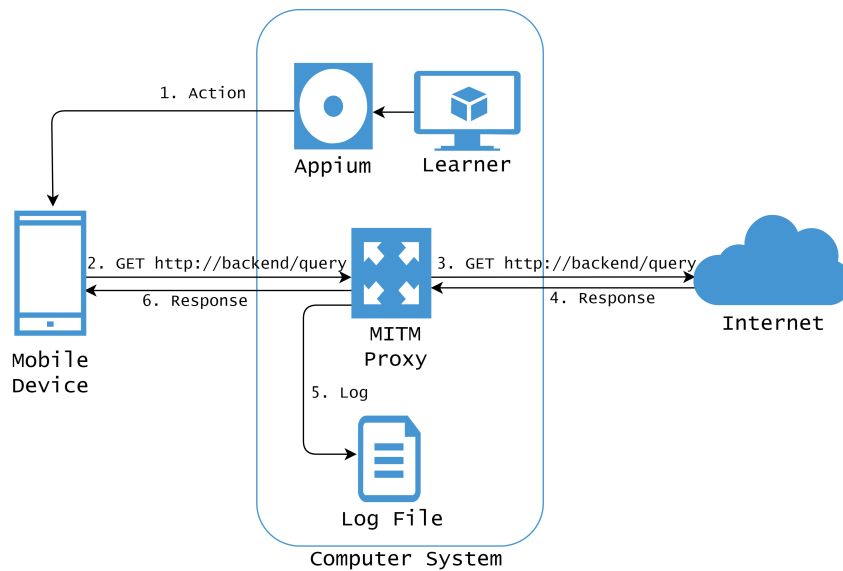 1. Action
Appium
Learner
2. GET http://backend/query
3. GET http://backend/query
6. Response
4. Response
Internet
MITM
Proxy
Mobile
Device
5. Log
Log File
Computer System